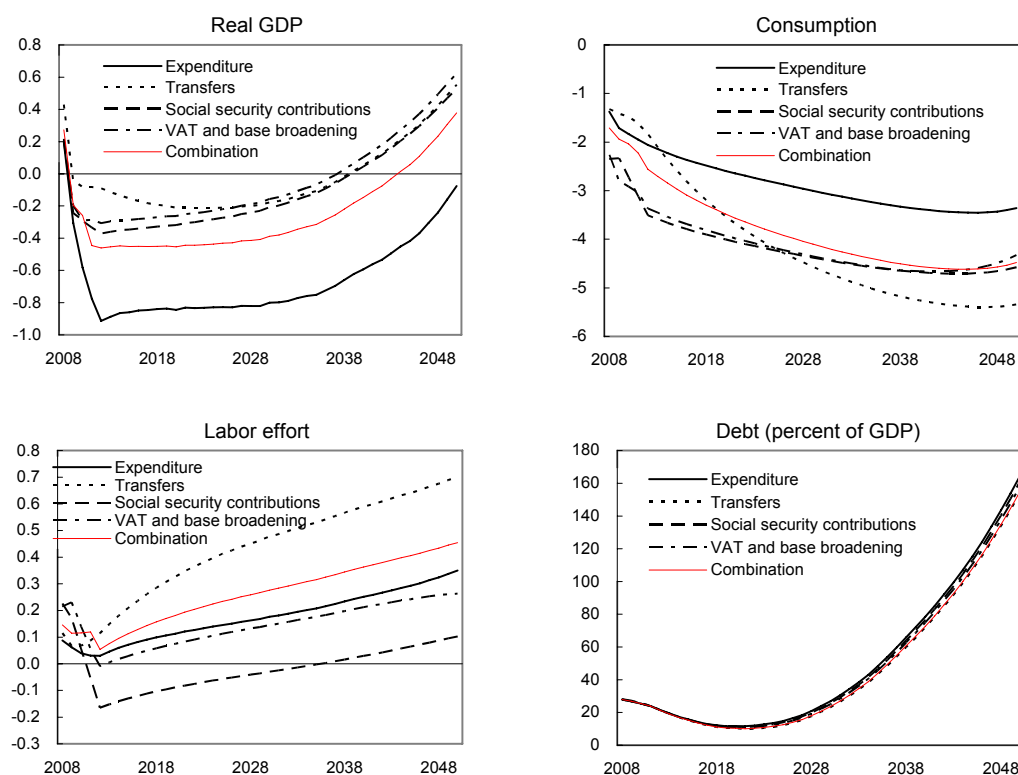 Real GDP
0.8
0.6
0.4
0.2
0.0
-0.2
-0.4
-0.6
-0.8
-1.0
Expenditure
Transfers
Social security contributions
VAT and base broadening
Combination
2008 2018 2028 2038 2048
Consumption
0
-1
-2
-3
-4
-5
-6
Expenditure
Transfers
Social security contributions
VAT and base broadening
Combination
2008 2018 2028 2038 2048
Labor effort
0.8
0.7
0.6
0.5
0.4
0.3
0.2
0.1
0.0
-0.1
-0.2
-0.3
Expenditure
Transfers
Social security contributions
VAT and base broadening
Combination
2008 2018 2028 2038 2048
Debt (percent of GDP)
180
160
140
120
100
80
60
40
20
0
Expenditure
Transfers
Social security contributions
VAT and base broadening
Combination
2008 2018 2028 2038 2048